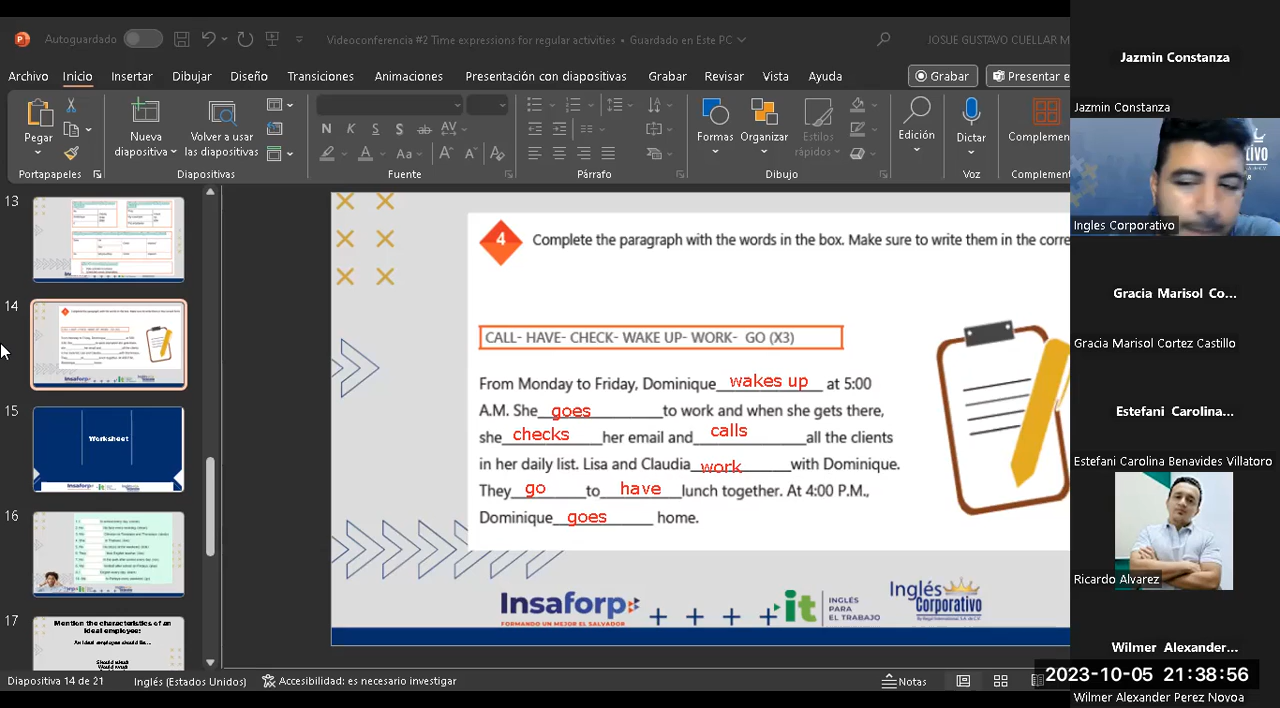 Autoguardado
Videoconferencia #2 Time expressions for regular activities • Guardado en Este PC
JOSUE GUSTAVO CUELLAR M
Archivo Inicio Insertar Dibujar Diseño Transiciones Animaciones Presentación con diapositivas Grabar Revisar Vista Ayuda
Grabar
Presentar e
Pegar
Nueva diapositiva
Volver a usar las diapositivas
Formas
Organizar
Estilos rápidos
Edición
Dictar
Complemen
Portapapeles
Diapositivas
Fuente
Párrafo
Dibujo
Voz
Complement
13
14
15
Worksheet
16
17
Mention the characteristics of an
ideal employee:
An ideal employee should be...
4
Complete the paragraph with the words in the box. Make sure to write them in the corre
CALL- HAVE- CHECK- WAKE UP- WORK- GO (X3)
From Monday to Friday, Dominique wakes up at 5:00
A.M. She goes to work and when she gets there,
she checks her email and calls all the clients
in her daily list. Lisa and Claudia work with Dominique.
They go to have lunch together. At 4:00 P.M.,
Dominique goes home.
Insaforp
FORMANDO UN MEJOR EL SALVADOR
it
INGLÉS
PARA
EL TRABAJO
Inglés
Corporativo
Diapositiva 14 de 21
Inglés (Estados Unidos)
Accesibilidad: es necesario investigar
Notas
Jazmin Constanza
Jazmin Constanza
Ingles Corporativo
Gracia Marisol Co...
Gracia Marisol Cortez Castillo
Estefani Carolina...
Estefani Carolina Benavides Villatoro
Ricardo Alvarez
Wilmer Alexander...
2023-10-05 21:38:56
Wilmer Alexander Perez Novoa